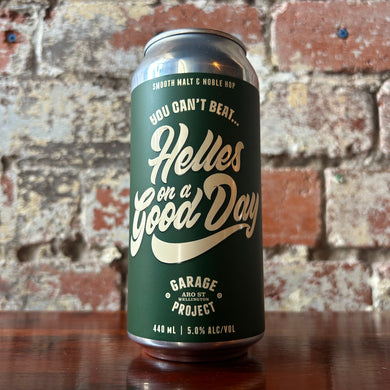 SMOOTH MALT & NOBLE HOP
YOU CAN'T BEAT...
Helles
on a
Good Day
GARAGE
ARO ST
WELLINGTON
PROJECT
440 ML | 5.0% ALC/VOL